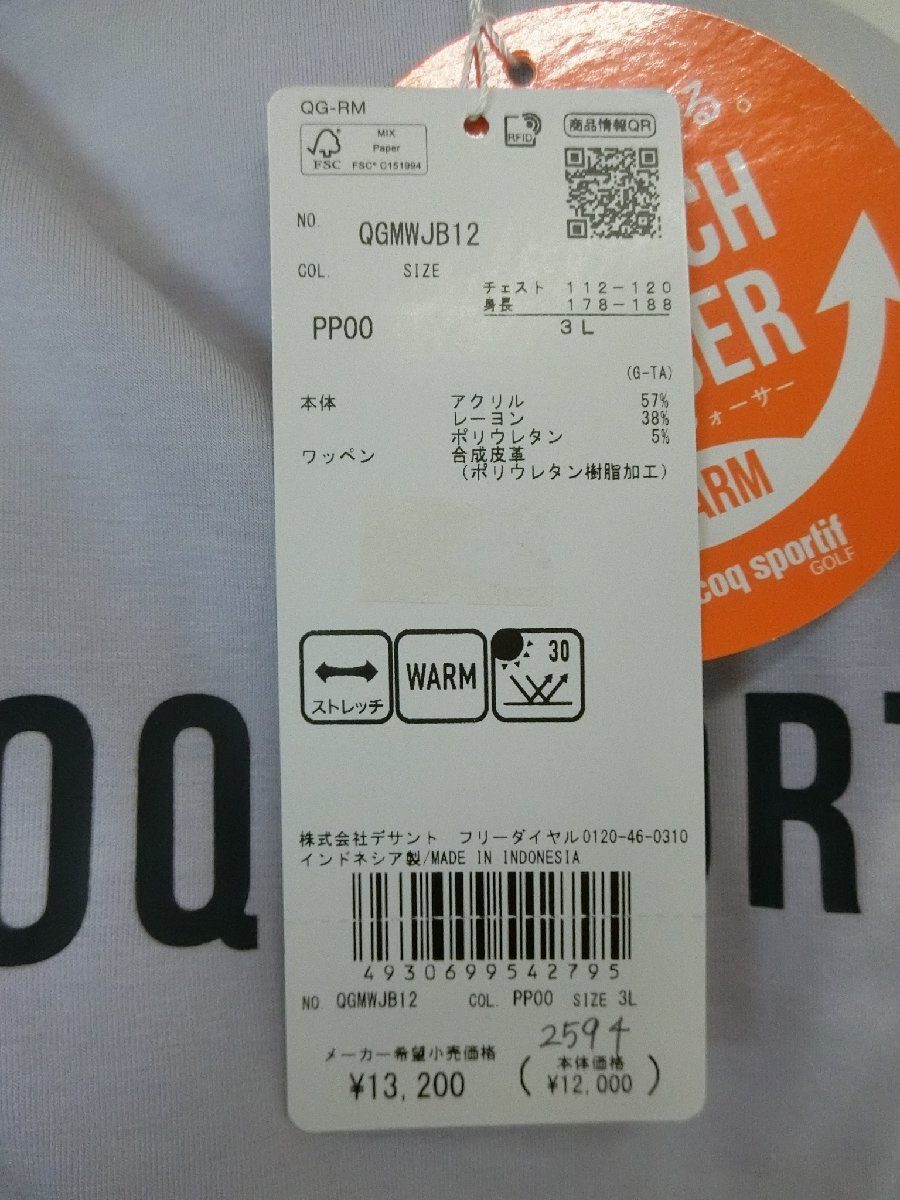 QG-RM
FSC
MIX
Paper
FSC® C151994
RFID
商品情報QR
NO. QGMWJB12
COL. SIZE
チェスト 112-120
身長 178-188
PP00 3L
(G-TA)
本体 アクリル 57%
レーヨン 38%
ポリウレタン 5%
ワッペン 合成皮革
(ポリウレタン樹脂加工)
ストレッチ
WARM
30
株式会社デサント フリーダイヤル0120-46-0310
インドネシア製/MADE IN INDONESIA
4930699542795
NO QGMWJB12 COL. PP00 SIZE 3L
2594
メーカー希望小売価格
¥13,200
(本体価格
¥12,000)
る。
CH
ER
ォーサー
ARM
coq sportif
GOLF
OQ
ORT